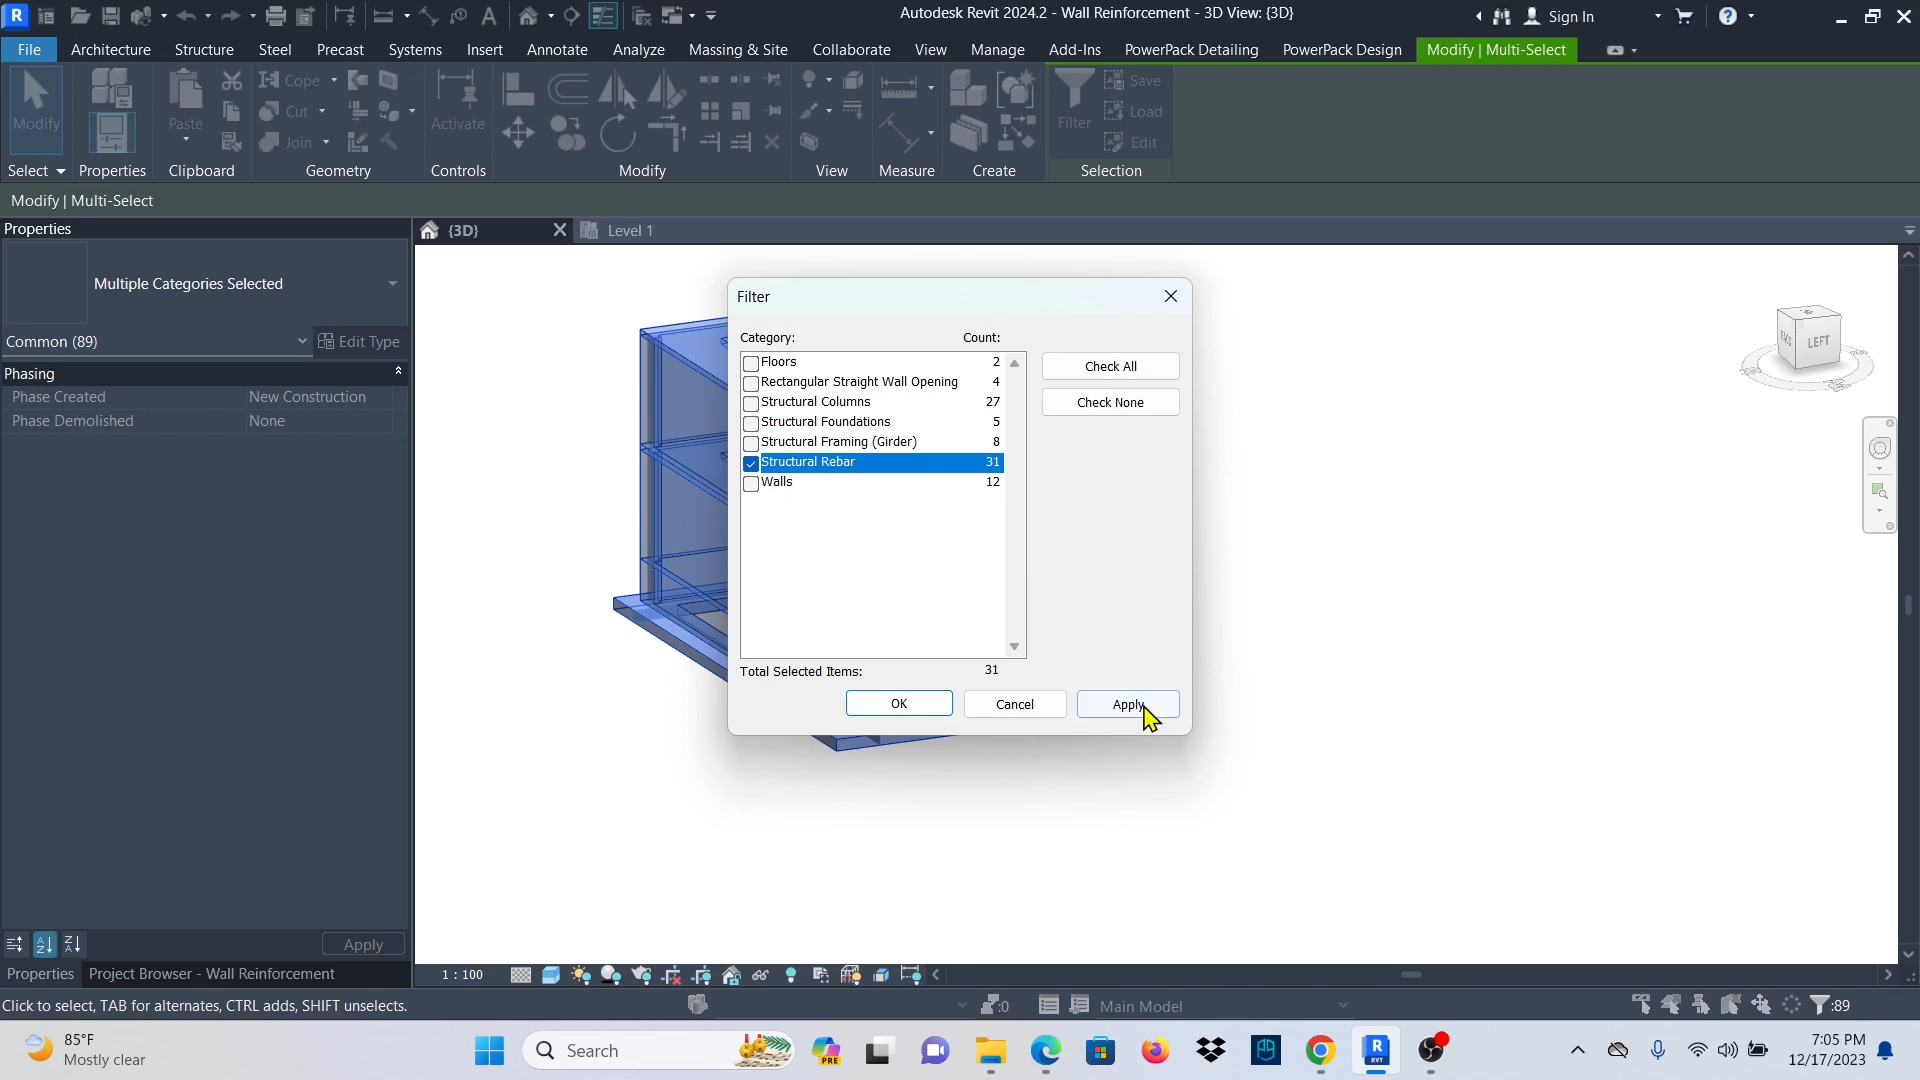 Autodesk Revit 2024.2 - Wall Reinforcement - 3D View: {3D}
Sign In
File Architecture Structure Steel Precast Systems Insert Annotate Analyze Massing & Site Collaborate View Manage Add-Ins PowerPack Detailing PowerPack Design Modify | Multi-Select
Modify Paste Cope Cut Join Activate Filter Save Load Edit
Select Properties Clipboard Geometry Controls Modify View Measure Create Selection
Modify | Multi-Select
Properties
{3D} Level 1
Multiple Categories Selected
Common (89) Edit Type
Phasing
Phase Created New Construction
Phase Demolished None
Filter
Category: Count:
Floors 2
Rectangular Straight Wall Opening 4
Structural Columns 27
Structural Foundations 5
Structural Framing (Girder) 8
Structural Rebar 31
Walls 12
Check All
Check None
Total Selected Items: 31
OK Cancel Apply
LEFT
Apply
Properties Project Browser - Wall Reinforcement
1 : 100
Click to select, TAB for alternates, CTRL adds, SHIFT unselects.
:0 Main Model :89
85°F
Mostly clear
Search
PRE
RVT
7:05 PM
12/17/2023